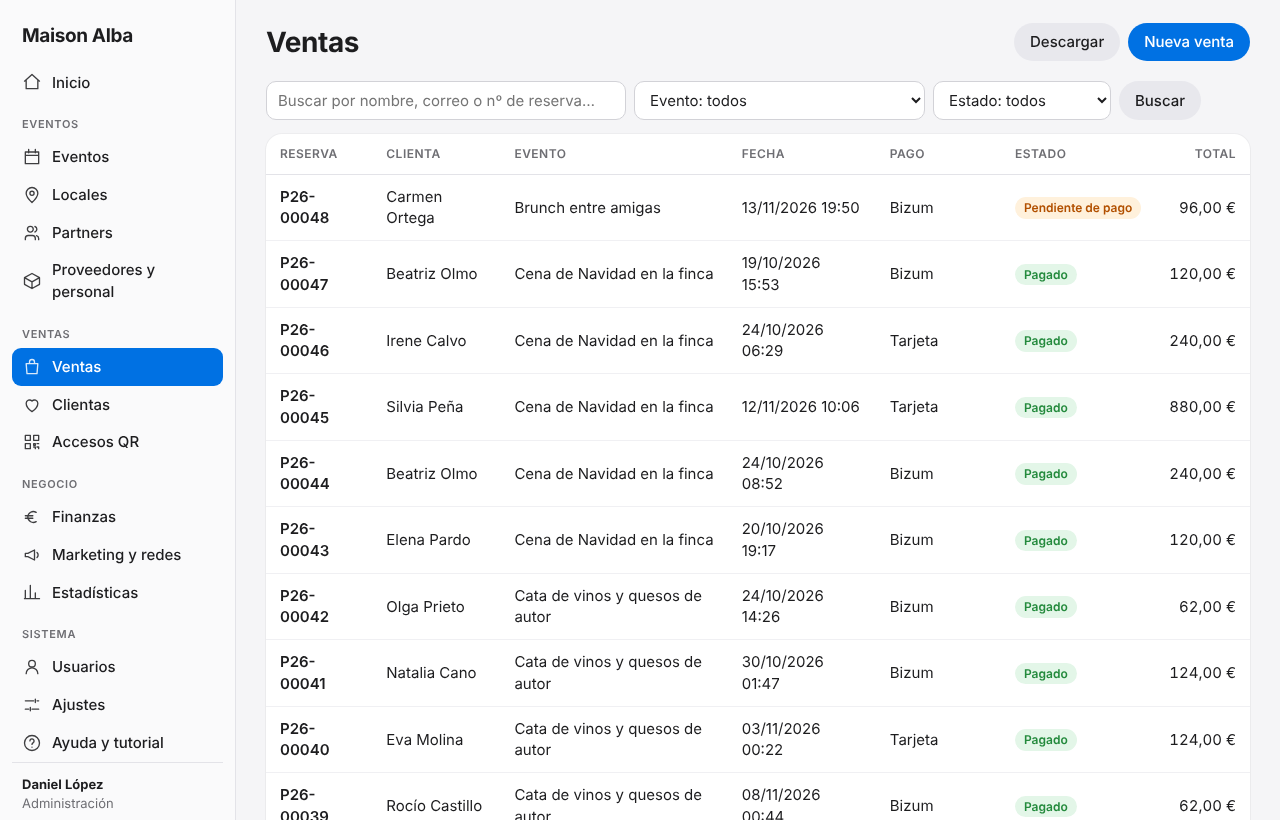 Maison Alba
Inicio
EVENTOS
Eventos
Locales
Partners
Proveedores y
personal
VENTAS
Ventas
Clientas
Accesos QR
NEGOCIO
Finanzas
Marketing y redes
Estadísticas
SISTEMA
Usuarios
Ajustes
Ayuda y tutorial
Daniel López
Administración
Ventas
Descargar
Nueva venta
Buscar por nombre, correo o nº de reserva...
Evento: todos
Estado: todos
Buscar
RESERVA CLIENTA EVENTO FECHA PAGO ESTADO TOTAL
P26-00048 Carmen Ortega Brunch entre amigas 13/11/2026 19:50 Bizum Pendiente de pago 96,00 €
P26-00047 Beatriz Olmo Cena de Navidad en la finca 19/10/2026 15:53 Bizum Pagado 120,00 €
P26-00046 Irene Calvo Cena de Navidad en la finca 24/10/2026 06:29 Tarjeta Pagado 240,00 €
P26-00045 Silvia Peña Cena de Navidad en la finca 12/11/2026 10:06 Tarjeta Pagado 880,00 €
P26-00044 Beatriz Olmo Cena de Navidad en la finca 24/10/2026 08:52 Bizum Pagado 240,00 €
P26-00043 Elena Pardo Cena de Navidad en la finca 20/10/2026 19:17 Bizum Pagado 120,00 €
P26-00042 Olga Prieto Cata de vinos y quesos de autor 24/10/2026 14:26 Bizum Pagado 62,00 €
P26-00041 Natalia Cano Cata de vinos y quesos de autor 30/10/2026 01:47 Bizum Pagado 124,00 €
P26-00040 Eva Molina Cata de vinos y quesos de autor 03/11/2026 00:22 Tarjeta Pagado 124,00 €
P26-00039 Rocío Castillo Cata de vinos y quesos de autor 08/11/2026 00:44 Bizum Pagado 62,00 €